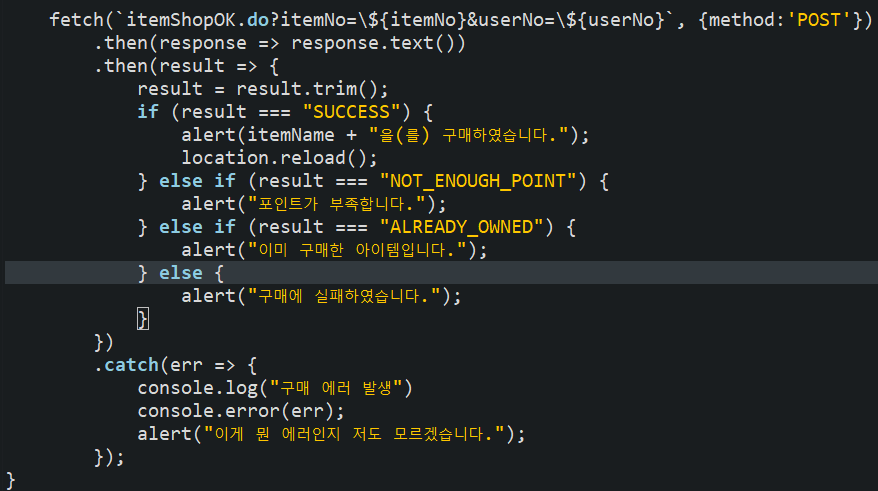 fetch(`itemShopOK.do?itemNo=\${itemNo}&userNo=\${userNo}`, {method:'POST'})
.then(response => response.text())
.then(result => {
result = result.trim();
if (result === "SUCCESS") {
alert(itemName + "을(를) 구매하였습니다.");
location.reload();
} else if (result === "NOT_ENOUGH_POINT") {
alert("포인트가 부족합니다.");
} else if (result === "ALREADY_OWNED") {
alert("이미 구매한 아이템입니다.");
} else {
alert("구매에 실패하였습니다.");
}
})
.catch(err => {
console.log("구매 에러 발생")
console.error(err);
alert("이게 뭔 에러인지 저도 모르겠습니다.");
});
}